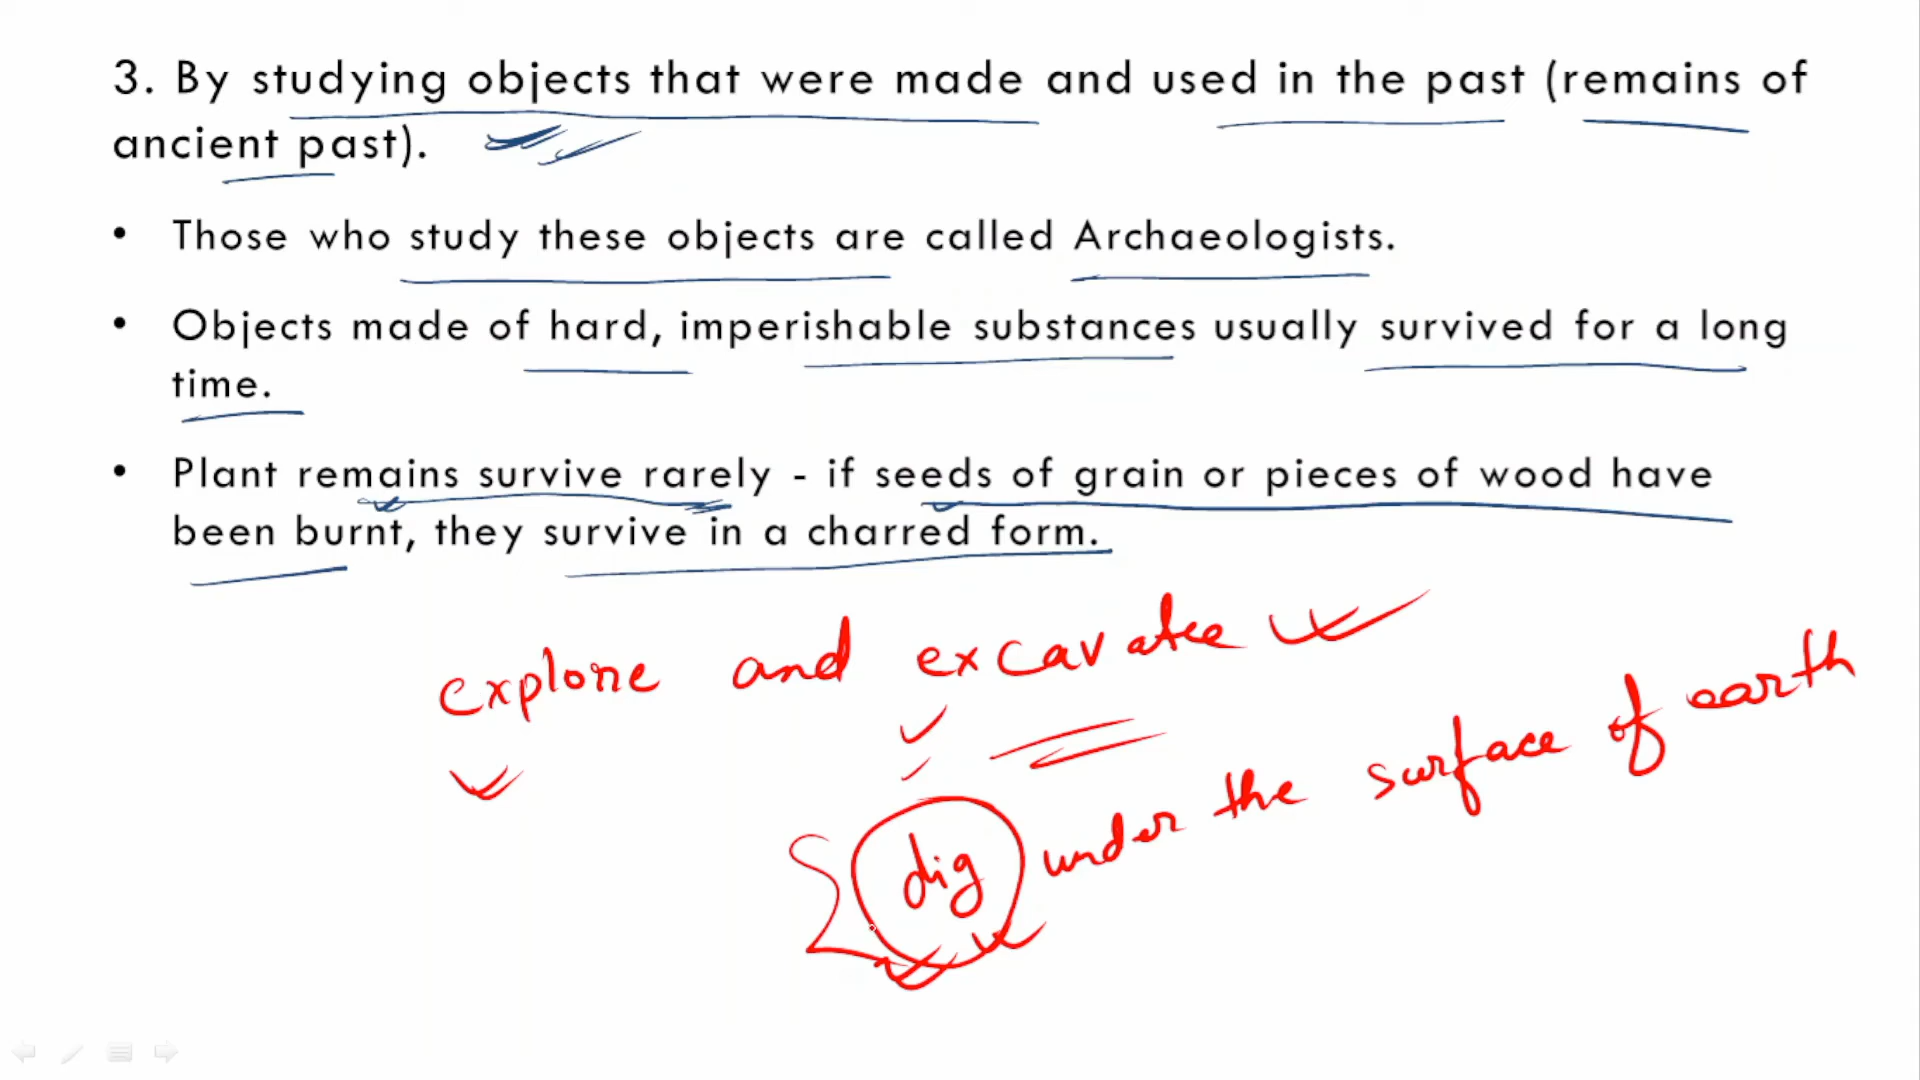 3. By studying objects that were made and used in the past (remains of
ancient past).
• Those who study these objects are called Archaeologists.
• Objects made of hard, imperishable substances usually survived for a long
time.
• Plant remains survive rarely - if seeds of grain or pieces of wood have
been burnt, they survive in a charred form.
explore and excavate
dig under the surface of earth